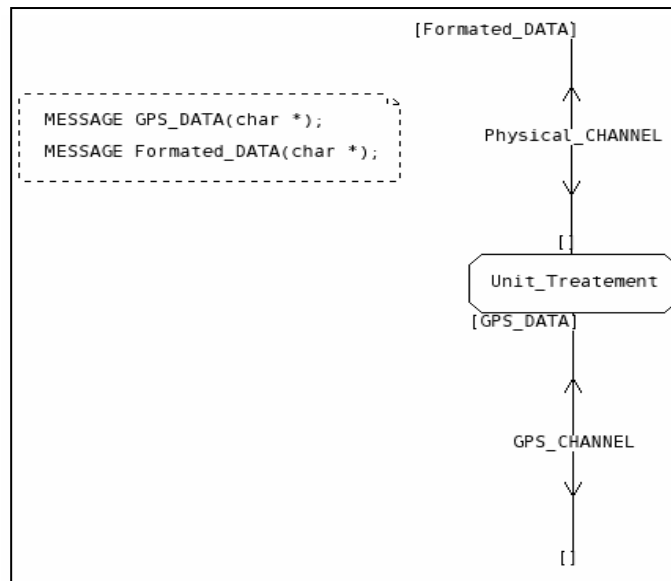 [Formated_DATA]
MESSAGE GPS_DATA(char *);
MESSAGE Formated_DATA(char *);
Physical_CHANNEL
[]
Unit_Treatement
[GPS_DATA]
GPS_CHANNEL
[]